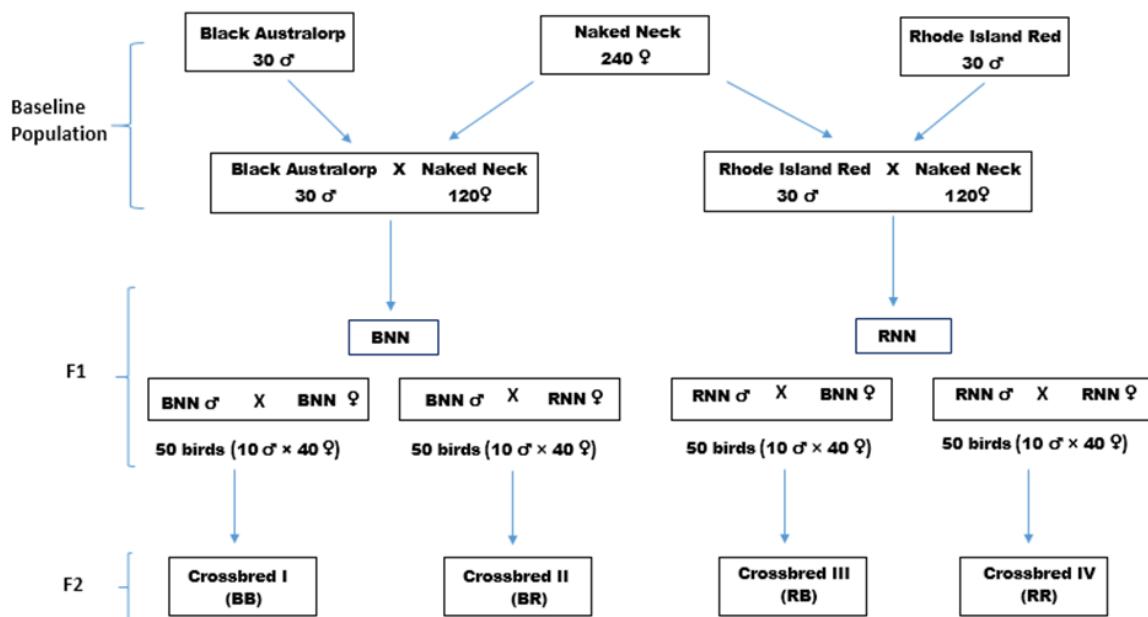 Black Australorp
30 ♂
Naked Neck
240 ♀
Rhode Island Red
30 ♂
Baseline
Population
Black Australorp X Naked Neck
30 ♂ 120♀
Rhode Island Red X Naked Neck
30 ♂ 120♀
F1
BNN
RNN
BNN ♂ X BNN ♀
BNN ♂ X RNN ♀
RNN ♂ X BNN ♀
RNN ♂ X RNN ♀
50 birds (10 ♂ × 40 ♀)
50 birds (10 ♂ × 40 ♀)
50 birds (10 ♂ × 40 ♀)
50 birds (10 ♂ × 40 ♀)
F2
Crossbred I
(BB)
Crossbred II
(BR)
Crossbred III
(RB)
Crossbred IV
(RR)